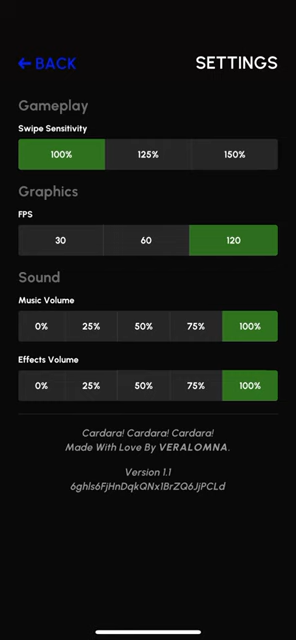 ← BACK SETTINGS
Gameplay
Swipe Sensitivity
100% 125% 150%
Graphics
FPS
30 60 120
Sound
Music Volume
0% 25% 50% 75% 100%
Effects Volume
0% 25% 50% 75% 100%
Cardara! Cardara! Cardara!
Made With Love By VERALOMNA.
Version 1.1
6ghls6FjHnDqkQNx1BrZQ6JjPCLd